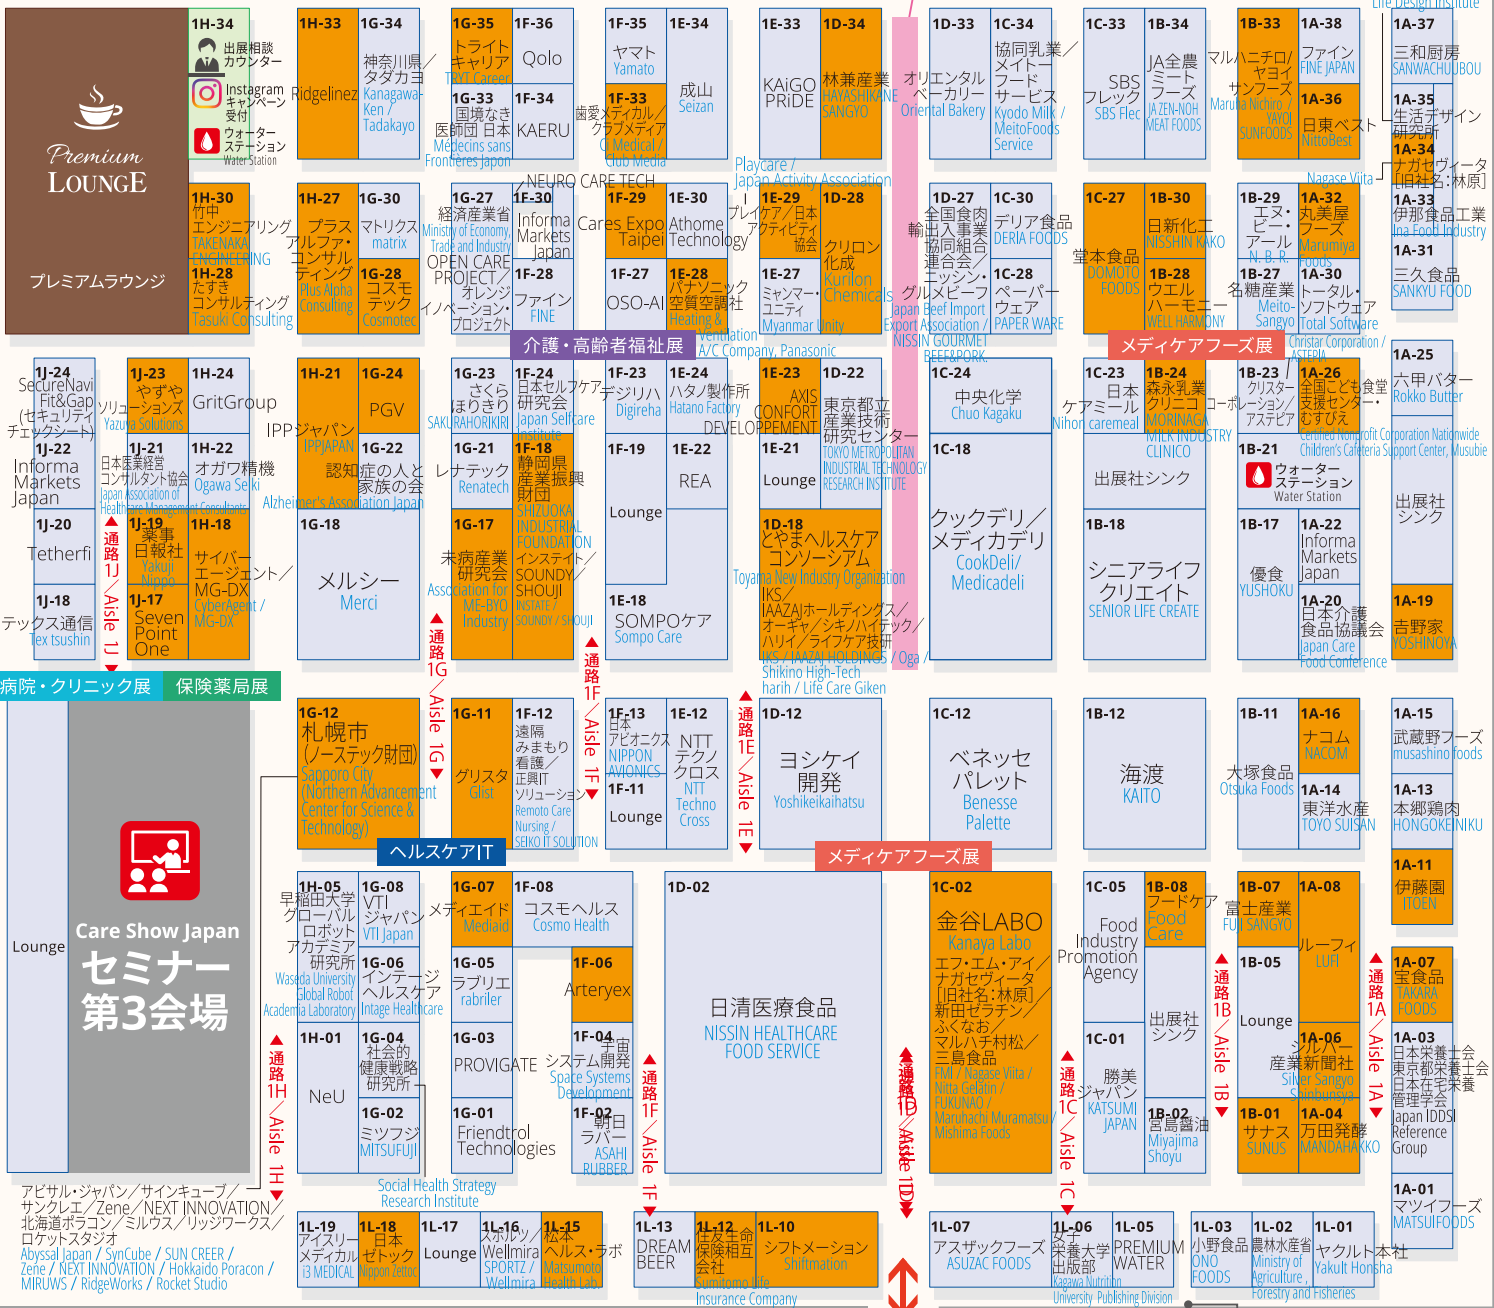 Life Design Institute
Premium
LOUNGE
プレミアムラウンジ
1H-34
出展相談
カウンター
Instagram
キャンペーン
受付
ウォーター
ステーション
Water Station
1H-33
Ridgelinez
1G-34
神奈川県／
タダカヨ
Kanagawa-
Ken /
Tadakayo
1G-35
トライト
キャリア
TRYT Career
1G-33
国境なき
医師団 日本
Médecins sans
Frontières Japon
1F-36
Qolo
1F-34
KAERU
1F-35
ヤマト
Yamato
1F-33
歯愛メディカル／
クラブメディア
Ci Medical /
Club Media
1E-34
成山
Seizan
1E-33
KAiGO
PRiDE
1D-34
林兼産業
HAYASHIKANE
SANGYO
1D-33
オリエンタル
ベーカリー
Oriental Bakery
1C-34
協同乳業／
メイトー
フード
サービス
Kyodo Milk /
MeitoFoods
Service
1C-33
SBS
フレック
SBS Flec
1B-34
JA全農
ミート
フーズ
JA ZEN-NOH
MEAT FOODS
1B-33
マルハニチロ/
ヤヨイ
サンフーズ
Maruha Nichiro /
YAYOI
SUNFOODS
1A-38
ファイン
FINE JAPAN
1A-36
日東ベスト
NittoBest
1A-37
三和厨房
SANWACHUUBOU
1A-35
生活デザイン
研究所
1A-34
ナガセヴィータ
[旧社名：林原]
Nagase Viita
1A-33
伊那食品工業
Ina Food Industry
1A-31
三久食品
SANKYU FOOD
1H-30
竹中
エンジニアリング
TAKENAKA
ENGINEERING
1H-28
たすき
コンサルティング
Tasuki Consulting
1H-27
プラス
アルファ・
コンサル
ティング
Plus Alpha
Consulting
1G-30
マトリクス
matrix
1G-28
コスモ
テック
Cosmotec
1G-27
経済産業省
Ministry of Economy,
Trade and Industry
OPEN CARE
PROJECT／
オレンジ
イノベーション・
プロジェクト
NEURO CARE TECH
1F-30
Informa
Markets
Japan
1F-28
ファイン
FINE
1F-29
Cares Expo
Taipei
1F-27
OSO-AI
1E-30
Athome
Technology
1E-28
パナソニック
空質空調社
Heating &
Ventilation
A/C Company, Panasonic
Playcare /
Japan Activity Association
1E-29
プレイケア／日本
アクティビティ
協会
1E-27
ミャンマー・
ユニティ
Myanmar Unity
1D-28
クリロン
化成
Kurilon
Chemicals
1D-27
全国食肉
輸出入事業
協同組合
連合会／
ニッシン・
グルメビーフ
Japan Beef Import
Export Association /
NISSIN GOURMET
BEEF&PORK.
1C-30
デリア食品
DERIA FOODS
1C-28
ペーパー
ウェア
PAPER WARE
1C-27
堂本食品
DOMOTO
FOODS
1B-30
日新化工
NISSHIN KAKO
1B-28
ウエル
ハーモニー
WELL HARMONY
1B-29
エヌ・
ビー・
アール
N. B. R.
1B-27
名糖産業
Meito-
Sangyo
1A-32
丸美屋
フーズ
Marumiya
Foods
1A-30
トータル・
ソフトウェア
Total Software
介護・高齢者福祉展
メディケアフーズ展
1J-24
SecureNavi
Fit&Gap
(セキュリティ
チェックシート)
1J-22
Informa
Markets
Japan
1J-20
Tetherfi
1J-18
テックス通信
Tex tsushin
1J-23
やずや
ソリューションズ
Yazuya Solutions
1J-21
日本医業経営
コンサルタント協会
Japan Association of
Healthcare Management Consultants
1J-19
薬事
日報社
Yakuji
Nippo
1J-17
Seven
Point
One
通路1J／Aisle 1J
1H-24
GritGroup
1H-22
オガワ精機
Ogawa Seiki
1H-18
サイバー
エージェント／
MG-DX
CyberAgent /
MG-DX
1H-21
IPPジャパン
IPPJAPAN
1G-24
PGV
1G-22
認知症の人と
家族の会
Alzheimer's Association Japan
1G-18
メルシー
Merci
1G-23
さくら
ほりきり
SAKURAHORIKIRI
1G-21
レナテック
Renatech
1G-17
未病産業
研究会
Association for
ME-BYO
Industry
1F-24
日本セルフケア
研究会
Japan Selfcare
Institute
1F-18
静岡県
産業振興
財団
SHIZUOKA
INDUSTRIAL
FOUNDATION
インステイト／
SOUNDY／
SHOUJI
INSTATE /
SOUNDY / SHOUJI
1F-23
デジリハ
Digireha
1F-19
Lounge
1E-24
ハタノ製作所
Hatano Factory
1E-22
REA
1E-18
SOMPOケア
Sompo Care
1E-23
AXIS
CONFORT
DEVELOPPEMENT
1E-21
Lounge
1D-22
東京都立
産業技術
研究センター
TOKYO METROPOLITAN
INDUSTRIAL TECHNOLOGY
RESEARCH INSTITUTE
1D-18
とやまヘルスケア
コンソーシアム
Toyama New Industry Organization
IKS／
IAAZAJホールディングス／
オーギャ／シキノハイテック／
ハリイ／ライフケア技研
IKS / IAAZAJ HOLDINGS / Oga /
Shikino High-Tech
harih / Life Care Giken
1C-24
中央化学
Chuo Kagaku
1C-18
クックデリ／
メディカデリ
CookDeli/
Medicadeli
1C-23
日本
ケアミール
Nihon caremeal
1B-24
森永乳業
クリニコ
MORINAGA
MILK INDUSTRY
CLINICO
出展社シンク
1B-18
シニアライフ
クリエイト
SENIOR LIFE CREATE
Christar Corporation /
ASTEPIA
1B-23
クリスター
コーポレーション／
アステピア
1B-21
ウォーター
ステーション
Water Station
1A-26
全国こども食堂
支援センター・
むすびえ
Certified Nonprofit Corporation Nationwide
Children's Cafeteria Support Center, Musubie
1B-17
優食
YUSHOKU
1A-22
Informa
Markets
Japan
1A-20
日本介護
食品協議会
Japan Care
Food Conference
1A-25
六甲バター
Rokko Butter
出展社
シンク
1A-19
吉野家
YOSHINOYA
病院・クリニック展
保険薬局展
通路1G／Aisle 1G
通路1F／Aisle 1F
通路1E／Aisle 1E
1G-12
札幌市
（ノーステック財団）
Sapporo City
(Northern Advancement
Center for Science &
Technology)
1G-11
グリスタ
Glist
1F-12
遠隔
みまもり
看護／
正興IT
ソリューション
Remoto Care
Nursing /
SEIKO IT SOLUTION
1F-13
日本
アビオニクス
NIPPON
AVIONICS
1F-11
Lounge
1E-12
NTT
テクノ
クロス
NTT
Techno
Cross
1D-12
ヨシケイ
開発
Yoshikeikaihatsu
1C-12
ベネッセ
パレット
Benesse
Palette
1B-12
海渡
KAITO
1B-11
大塚食品
Otsuka Foods
1A-16
ナコム
NACOM
1A-14
東洋水産
TOYO SUISAN
1A-15
武蔵野フーズ
musashino foods
1A-13
本郷鶏肉
HONGOKEINIKU
1A-11
伊藤園
ITOEN
ヘルスケアIT
メディケアフーズ展
Lounge
Care Show Japan
セミナー
第3会場
通路1H／Aisle 1H
1H-05
早稲田大学
グローバル
ロボット
アカデミア
研究所
Waseda University
Global Robot
Academia Laboratory
1H-01
NeU
1G-08
VTI
ジャパン
VTI Japan
1G-06
インテージ
ヘルスケア
Intage Healthcare
1G-04
社会的
健康戦略
研究所
1G-02
ミツフジ
MITSUFUJI
Social Health Strategy
Research Institute
1G-07
メディエイド
Mediaid
1G-05
ラブリエ
rabriler
1G-03
PROVIGATE
1G-01
Friendtrol
Technologies
1F-08
コスモヘルス
Cosmo Health
1F-06
Arteryex
1F-04
宇宙
システム開発
Space Systems
Development
1F-02
朝日
ラバー
ASAHI
RUBBER
通路1F／Aisle 1F
1D-02
日清医療食品
NISSIN HEALTHCARE
FOOD SERVICE
通路1D／Aisle 1D
1C-02
金谷LABO
Kanaya Labo
エフ・エム・アイ／
ナガセヴィータ
[旧社名：林原]／
新田ゼラチン／
ふくなお／
マルハチ村松／
三島食品
FMI / Nagase Viita /
Nitta Gelatin /
FUKUNAO /
Maruhachi Muramatsu /
Mishima Foods
通路1C／Aisle 1C
1C-05
Food
Industry
Promotion
Agency
1C-01
勝美
ジャパン
KATSUMI
JAPAN
1B-08
フードケア
Food
Care
出展社
シンク
1B-02
宮島醤油
Miyajima
Shoyu
通路1B／Aisle 1B
1B-07
富士産業
FUJI SANGYO
1B-05
Lounge
1B-01
サナス
SUNUS
1A-08
ルーフィ
LUFI
1A-06
シルバー
産業新聞社
Silver Sangyo
Shinbunsya
1A-04
万田発酵
MANDAHAKKO
通路1A／Aisle 1A
1A-07
宝食品
TAKARA
FOODS
1A-03
日本栄養士会
東京都栄養士会
日本在宅栄養
管理学会
Japan IDDSI
Reference
Group
1A-01
マツイフーズ
MATSUIFOODS
アビサル・ジャパン／サインキューブ／
サンクレエ／Zene／NEXT INNOVATION／
北海道ポラコン／ミルウス／リッジワークス／
ロケットスタジオ
Abyssal Japan / SynCube / SUN CREER /
Zene / NEXT INNOVATION / Hokkaido Poracon /
MIRUWS / RidgeWorks / Rocket Studio
1L-19
アイスリー
メディカル
i3 MEDICAL
1L-18
日本
ゼトック
Nippon Zettoc
1L-17
Lounge
1L-16
スポルツ／
Wellmira
SPORTZ /
Wellmira
1L-15
松本
ヘルス・ラボ
Matsumoto
Health Lab
1L-13
DREAM
BEER
1L-12
住友生命
保険相互
会社
Sumitomo Life
Insurance Company
1L-10
シフトメーション
Shiftmation
1L-07
アスザックフーズ
ASUZAC FOODS
1L-06
女子
栄養大学
出版部
Kagawa Nutrition
University Publishing Division
1L-05
PREMIUM
WATER
1L-03
小野食品
ONO
FOODS
1L-02
農林水産省
Ministry of
Agriculture ,
Forestry and Fisheries
1L-01
ヤクルト本社
Yakult Honsha